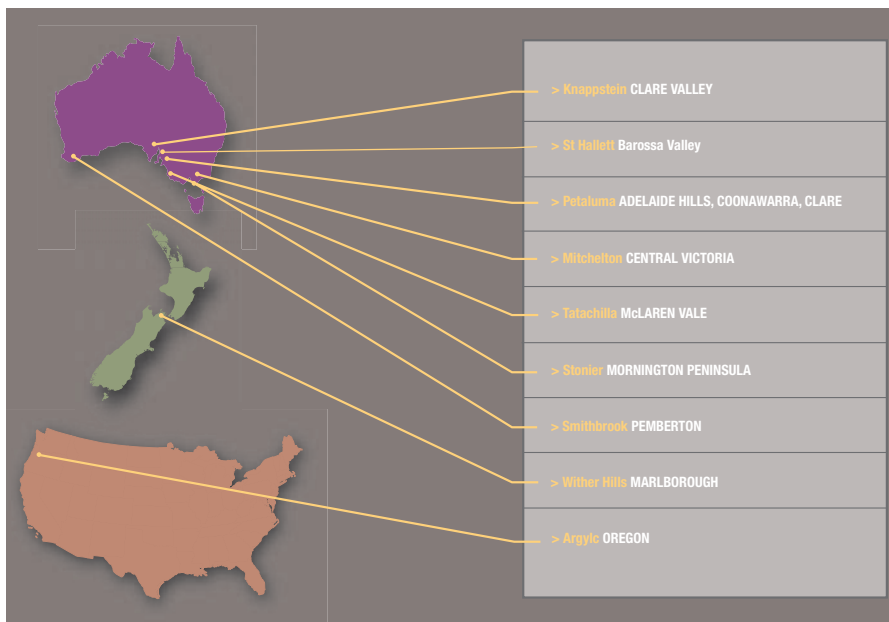 > Knappstein CLARE VALLEY
> St Hallett Barossa Valley
> Petaluma ADELAIDE HILLS, COONAWARRA, CLARE
> Mitchelton CENTRAL VICTORIA
> Tatachilla McLAREN VALE
> Stonier MORNINGTON PENINSULA
> Smithbrook PEMBERTON
> Wither Hills MARLBOROUGH
> Argylc OREGON